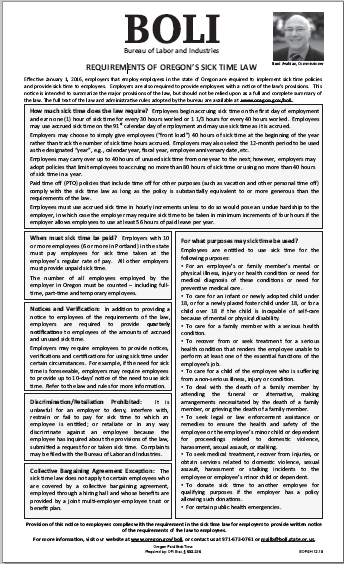 BOLI
Bureau of Labor and Industries
Brad Avakian, Commissioner
REQUIREMENTS OF OREGON'S SICK TIME LAW
Effective January 1, 2016, employers that employ employees in the state of Oregon are required to implement sick time policies
and provide sick time to employees. Employers are also required to provide employees with a notice of the law's provisions. This
notice is intended to summarize the major provisions of the law, but should not be relied upon as a full and complete summary of
the law. The full text of the law and administrative rules adopted by the bureau are available at www.oregon.gov/boli.
How much sick time does the law require? Employees begin accruing sick time on the first day of employment
and earn one (1) hour of sick time for every 30 hours worked or 1 1/3 hours for every 40 hours worked. Employees
may use accrued sick time on the 91st calendar day of employment and may use sick time as it is accrued.
Employers may choose to simply give employees ("front load") 40 hours of sick time at the beginning of the year
rather than track the number of sick time hours accrued. Employers may also select the 12-month period to be used
as the designated "year", e.g., calendar year, fiscal year, employee anniversary date, etc.
Employees may carry over up to 40 hours of unused sick time from one year to the next; however, employers may
adopt policies that limit employees to accruing no more than 80 hours of sick time or using no more than 40 hours
of sick time in a year.
Paid time off (PTO) policies that include time off for other purposes (such as vacation and other personal time off)
comply with the sick time law as long as the policy is substantially equivalent to or more generous than the
requirements of the law.
Employees must use accrued sick time in hourly increments unless to do so would pose an undue hardship to the
employer, in which case the employer may require sick time to be taken in minimum increments of four hours if the
employer allows employees to use at least 56 hours of paid leave per year.
When must sick time be paid? Employers with 10
or more employees (6 or more in Portland) in the state
must pay employees for sick time taken at the
employee's regular rate of pay. All other employers
must provide unpaid sick time.
The number of all employees employed by the
employer in Oregon must be counted – including full-
time, part-time and temporary employees.
Notices and Verification: In addition to providing a
notice to employees of the requirements of the law,
employers are required to provide quarterly
notifications to employees of the amounts of accrued
and unused sick time.
Employers may require employees to provide notices,
verifications and certifications for using sick time under
certain circumstances. For example, if the need for sick
time is foreseeable, employers may require employees
to provide up to 10-days' notice of the need to use sick
time. Refer to the law and rules for more information.
Discrimination/Retaliation Prohibited: It is
unlawful for an employer to deny, interfere with,
restrain or fail to pay for sick time to which an
employee is entitled; or retaliate or in any way
discriminate against an employee because the
employee has inquired about the provisions of the law,
submitted a request for or taken sick time. Complaints
may be filed with the Bureau of Labor and Industries.
Collective Bargaining Agreement Exception: The
sick time law does not apply to certain employees who
are covered by a collective bargaining agreement,
employed through a hiring hall and whose benefits are
provided by a joint multi-employer-employee trust or
benefit plan.
For what purposes may sick time be used?
Employees are entitled to use sick time for the
following purposes:
• For an employee's or family member's mental or
physical illness, injury or health condition or need for
medical diagnosis of these conditions or need for
preventive medical care.
• To care for an infant or newly adopted child under
18, or for a newly placed foster child under 18, or for a
child over 18 if the child is incapable of self-care
because of mental or physical disability.
• To care for a family member with a serious health
condition.
• To recover from or seek treatment for a serious
health condition that renders the employee unable to
perform at least one of the essential functions of the
employee's job.
• To care for a child of the employee who is suffering
from a non-serious illness, injury or condition.
• To deal with the death of a family member by
attending the funeral or alternative, making
arrangements necessitated by the death of a family
member, or grieving the death of a family member.
• To seek legal or law enforcement assistance or
remedies to ensure the health and safety of the
employee or employee's minor child or dependent
for proceedings related to domestic violence,
harassment, sexual assault, or stalking.
• To seek medical treatment, recover from injuries, or
obtain services related to domestic violence, sexual
assault, harassment or stalking incidents to the
employee or employee's minor child or dependent.
• To donate sick time to another employee for
qualifying purposes if the employer has a policy
allowing such donations.
• For certain public health emergencies.
Provision of this notice to employees complies with the requirement in the sick time for employers to provide written notice
of the requirements of the law to employees.
For more information, visit our website at www.oregon.gov/boli, or contact us at 971-673-0761 or mailb@boli.state.or.us.
Oregon Paid Sick Time